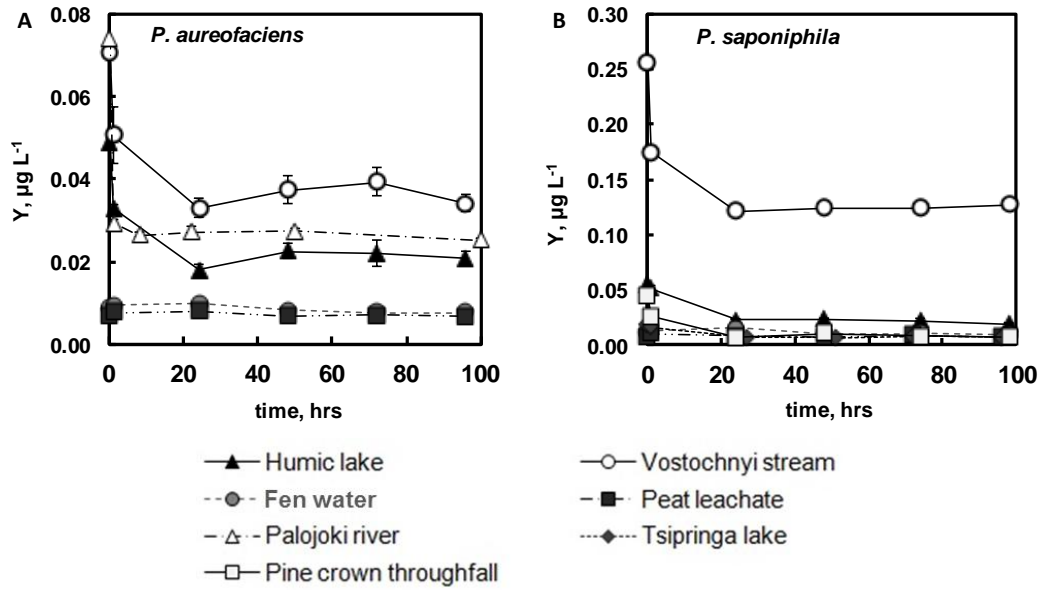 A
P. aureofaciens
0.08
0.06
0.04
0.02
0.00
Y, µg L-1
0 20 40 60 80 100
time, hrs
B
P. saponiphila
0.30
0.25
0.20
0.15
0.10
0.05
0.00
Y, µg L-1
0 20 40 60 80 100
time, hrs
Humic lake
Fen water
Palojoki river
Pine crown throughfall
Vostochnyi stream
Peat leachate
Tsipringa lake